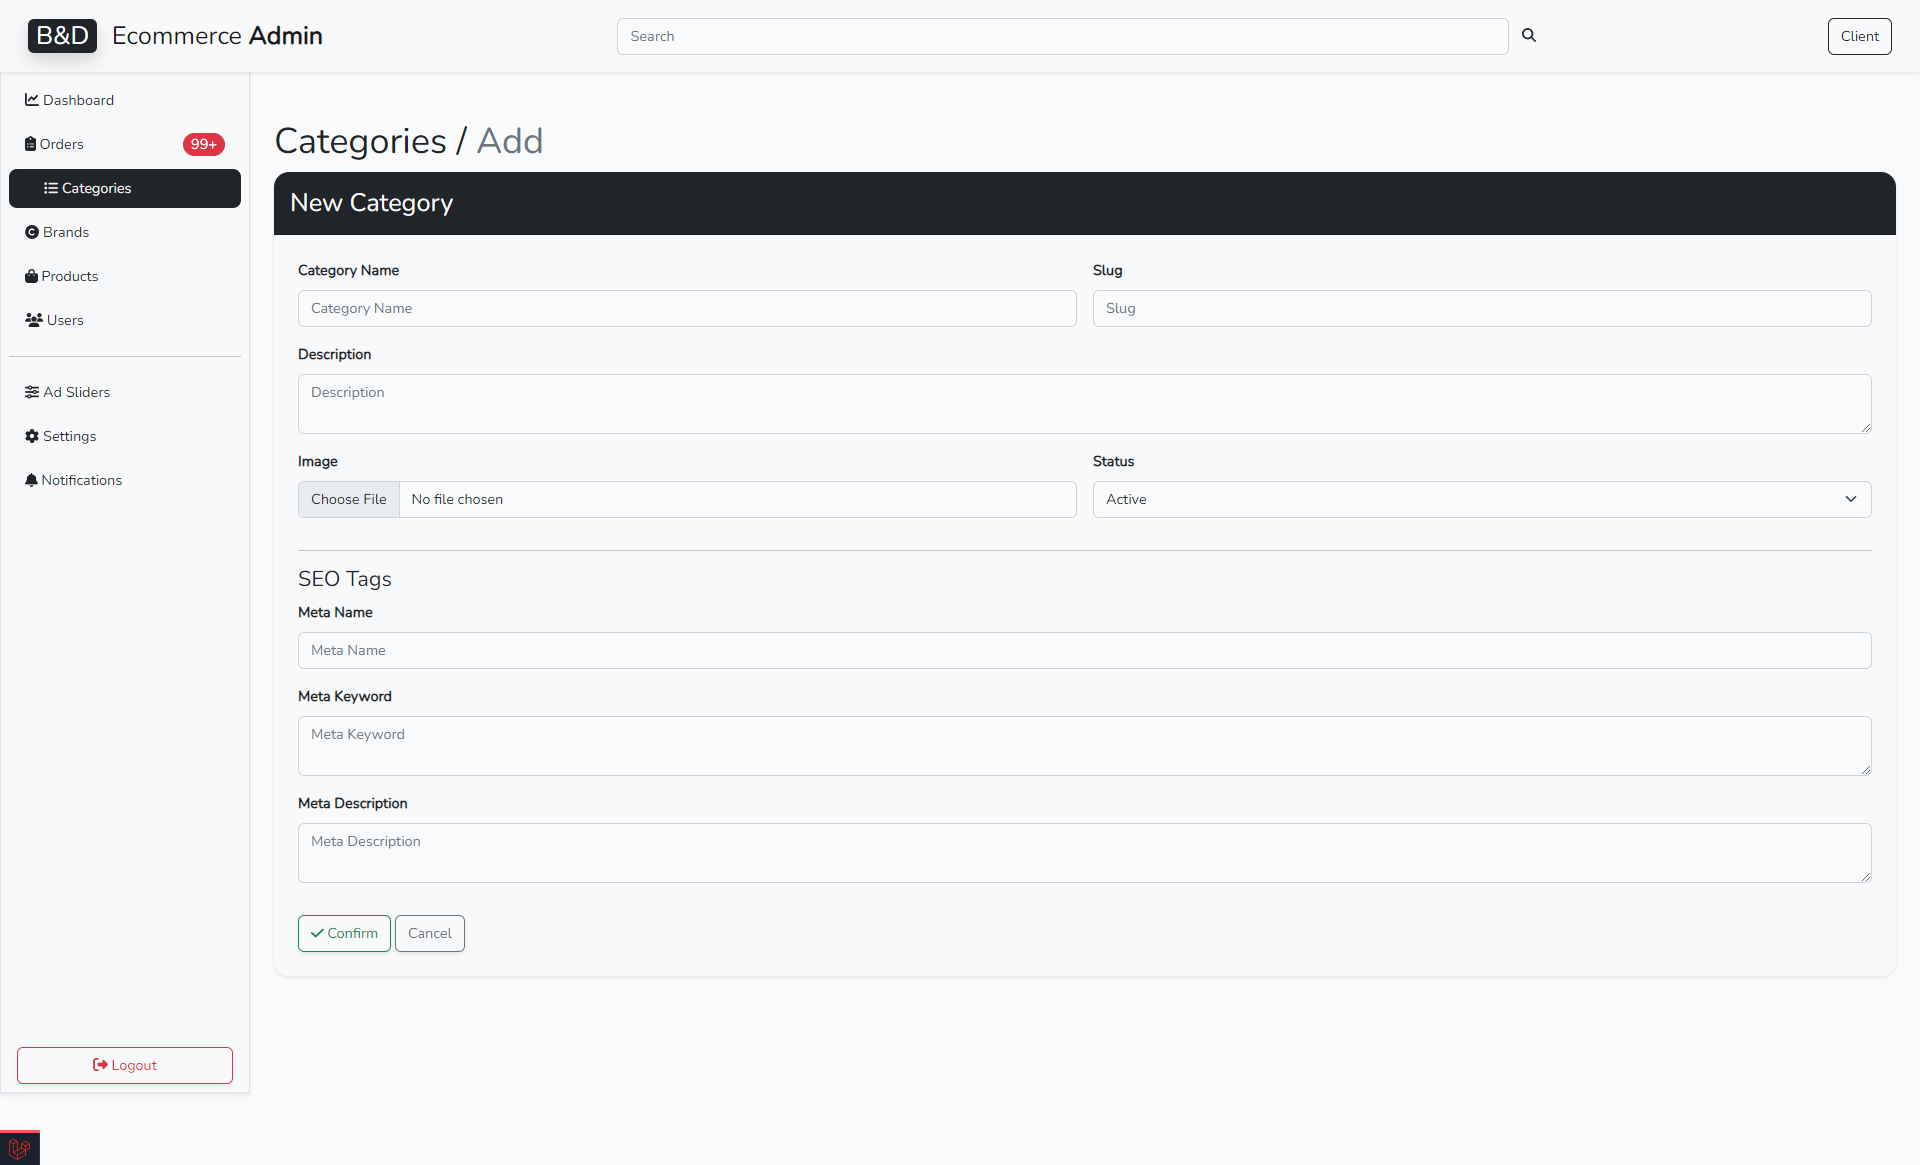 B&D Ecommerce Admin
Search
Client
Dashboard
Orders 99+
Categories
Brands
Products
Users
Ad Sliders
Settings
Notifications
Logout
Categories / Add
New Category
Category Name
Category Name
Slug
Slug
Description
Description
Image
Choose File No file chosen
Status
Active
SEO Tags
Meta Name
Meta Name
Meta Keyword
Meta Keyword
Meta Description
Meta Description
Confirm Cancel